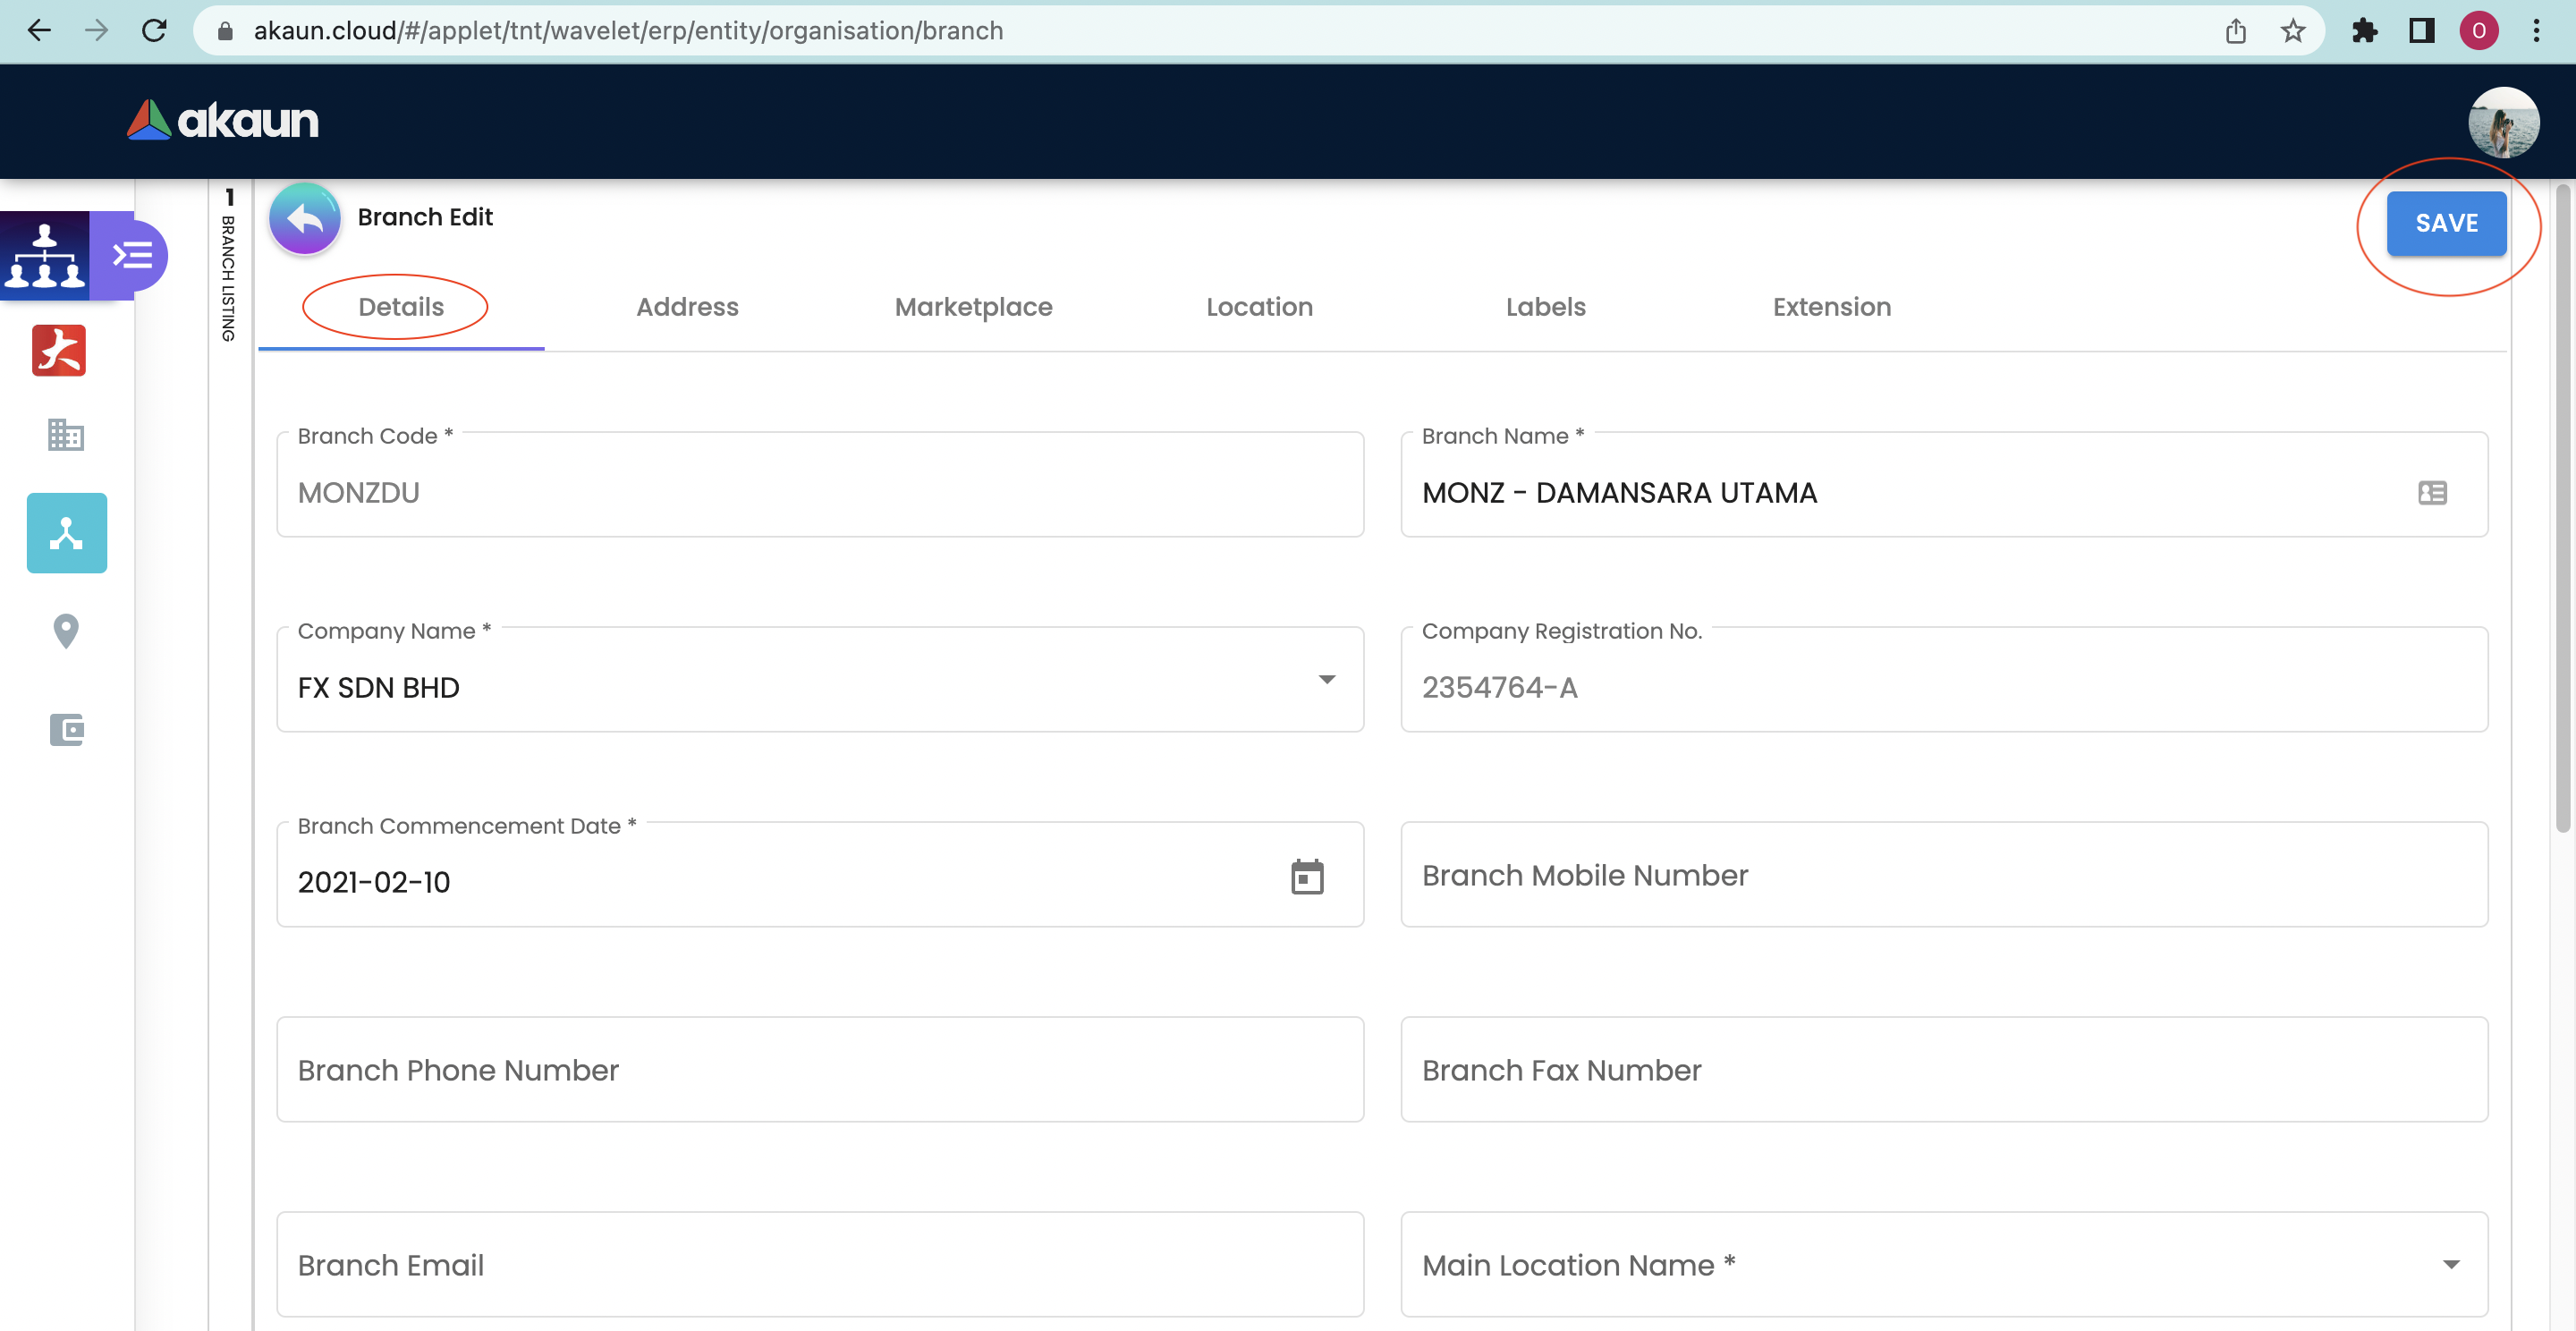 akaun.cloud/#/applet/tnt/wavelet/erp/entity/organisation/branch
O
akaun
1
BRANCH LISTING
Branch Edit
SAVE
Details
Address
Marketplace
Location
Labels
Extension
Branch Code *
MONZDU
Branch Name *
MONZ - DAMANSARA UTAMA
Company Name *
FX SDN BHD
Company Registration No.
2354764-A
Branch Commencement Date *
2021-02-10
Branch Mobile Number
Branch Phone Number
Branch Fax Number
Branch Email
Main Location Name *